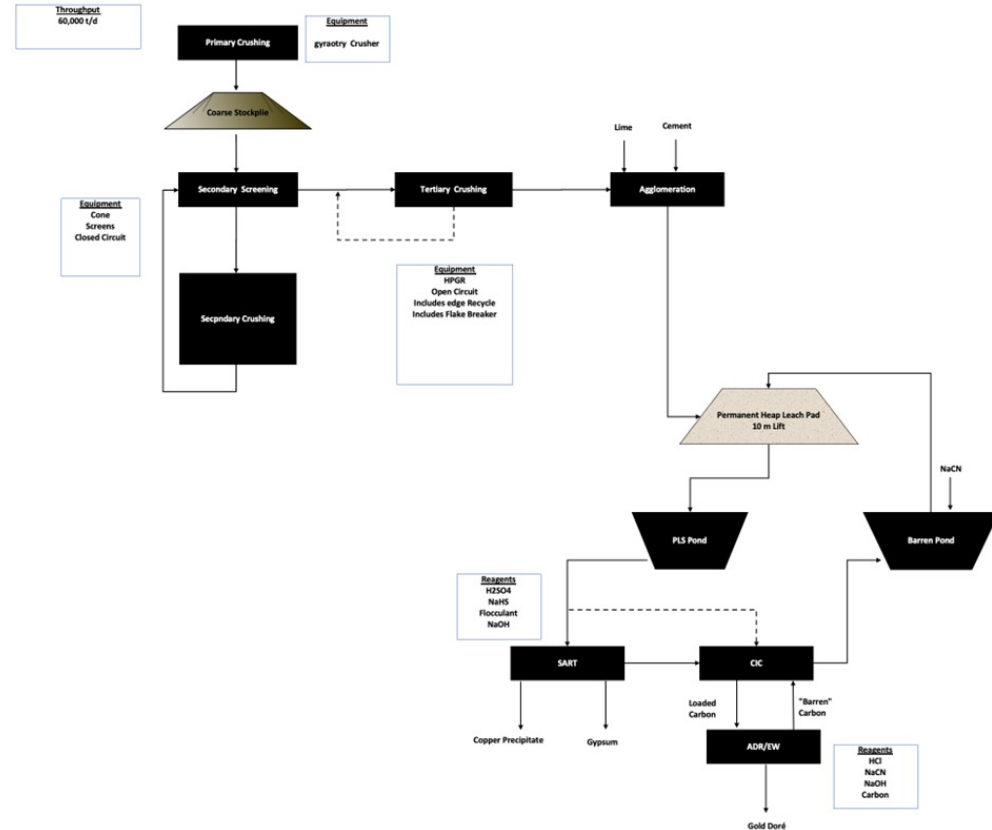 Throughput
60,000 t/d
Primary Crushing
Equipment
gyraotry Crusher
Coarse Stockplie
Lime
Cement
Secondary Screening
Tertiary Crushing
Agglomeration
Equipment
Cone
Screens
Closed Circuit
Equipment
HPGR
Open Circuit
Includes edge Recycle
Includes Flake Breaker
Secpndary Crushing
Permanent Heap Leach Pad
10 m Lift
NaCN
PLS Pond
Barren Pond
Reagents
H2SO4
NaHS
Flocculant
NaOH
SART
CIC
Loaded
Carbon
"Barren"
Carbon
Copper Precipitate
Gypsum
ADR/EW
Reagents
HCl
NaCN
NaOH
Carbon
Gold Doré